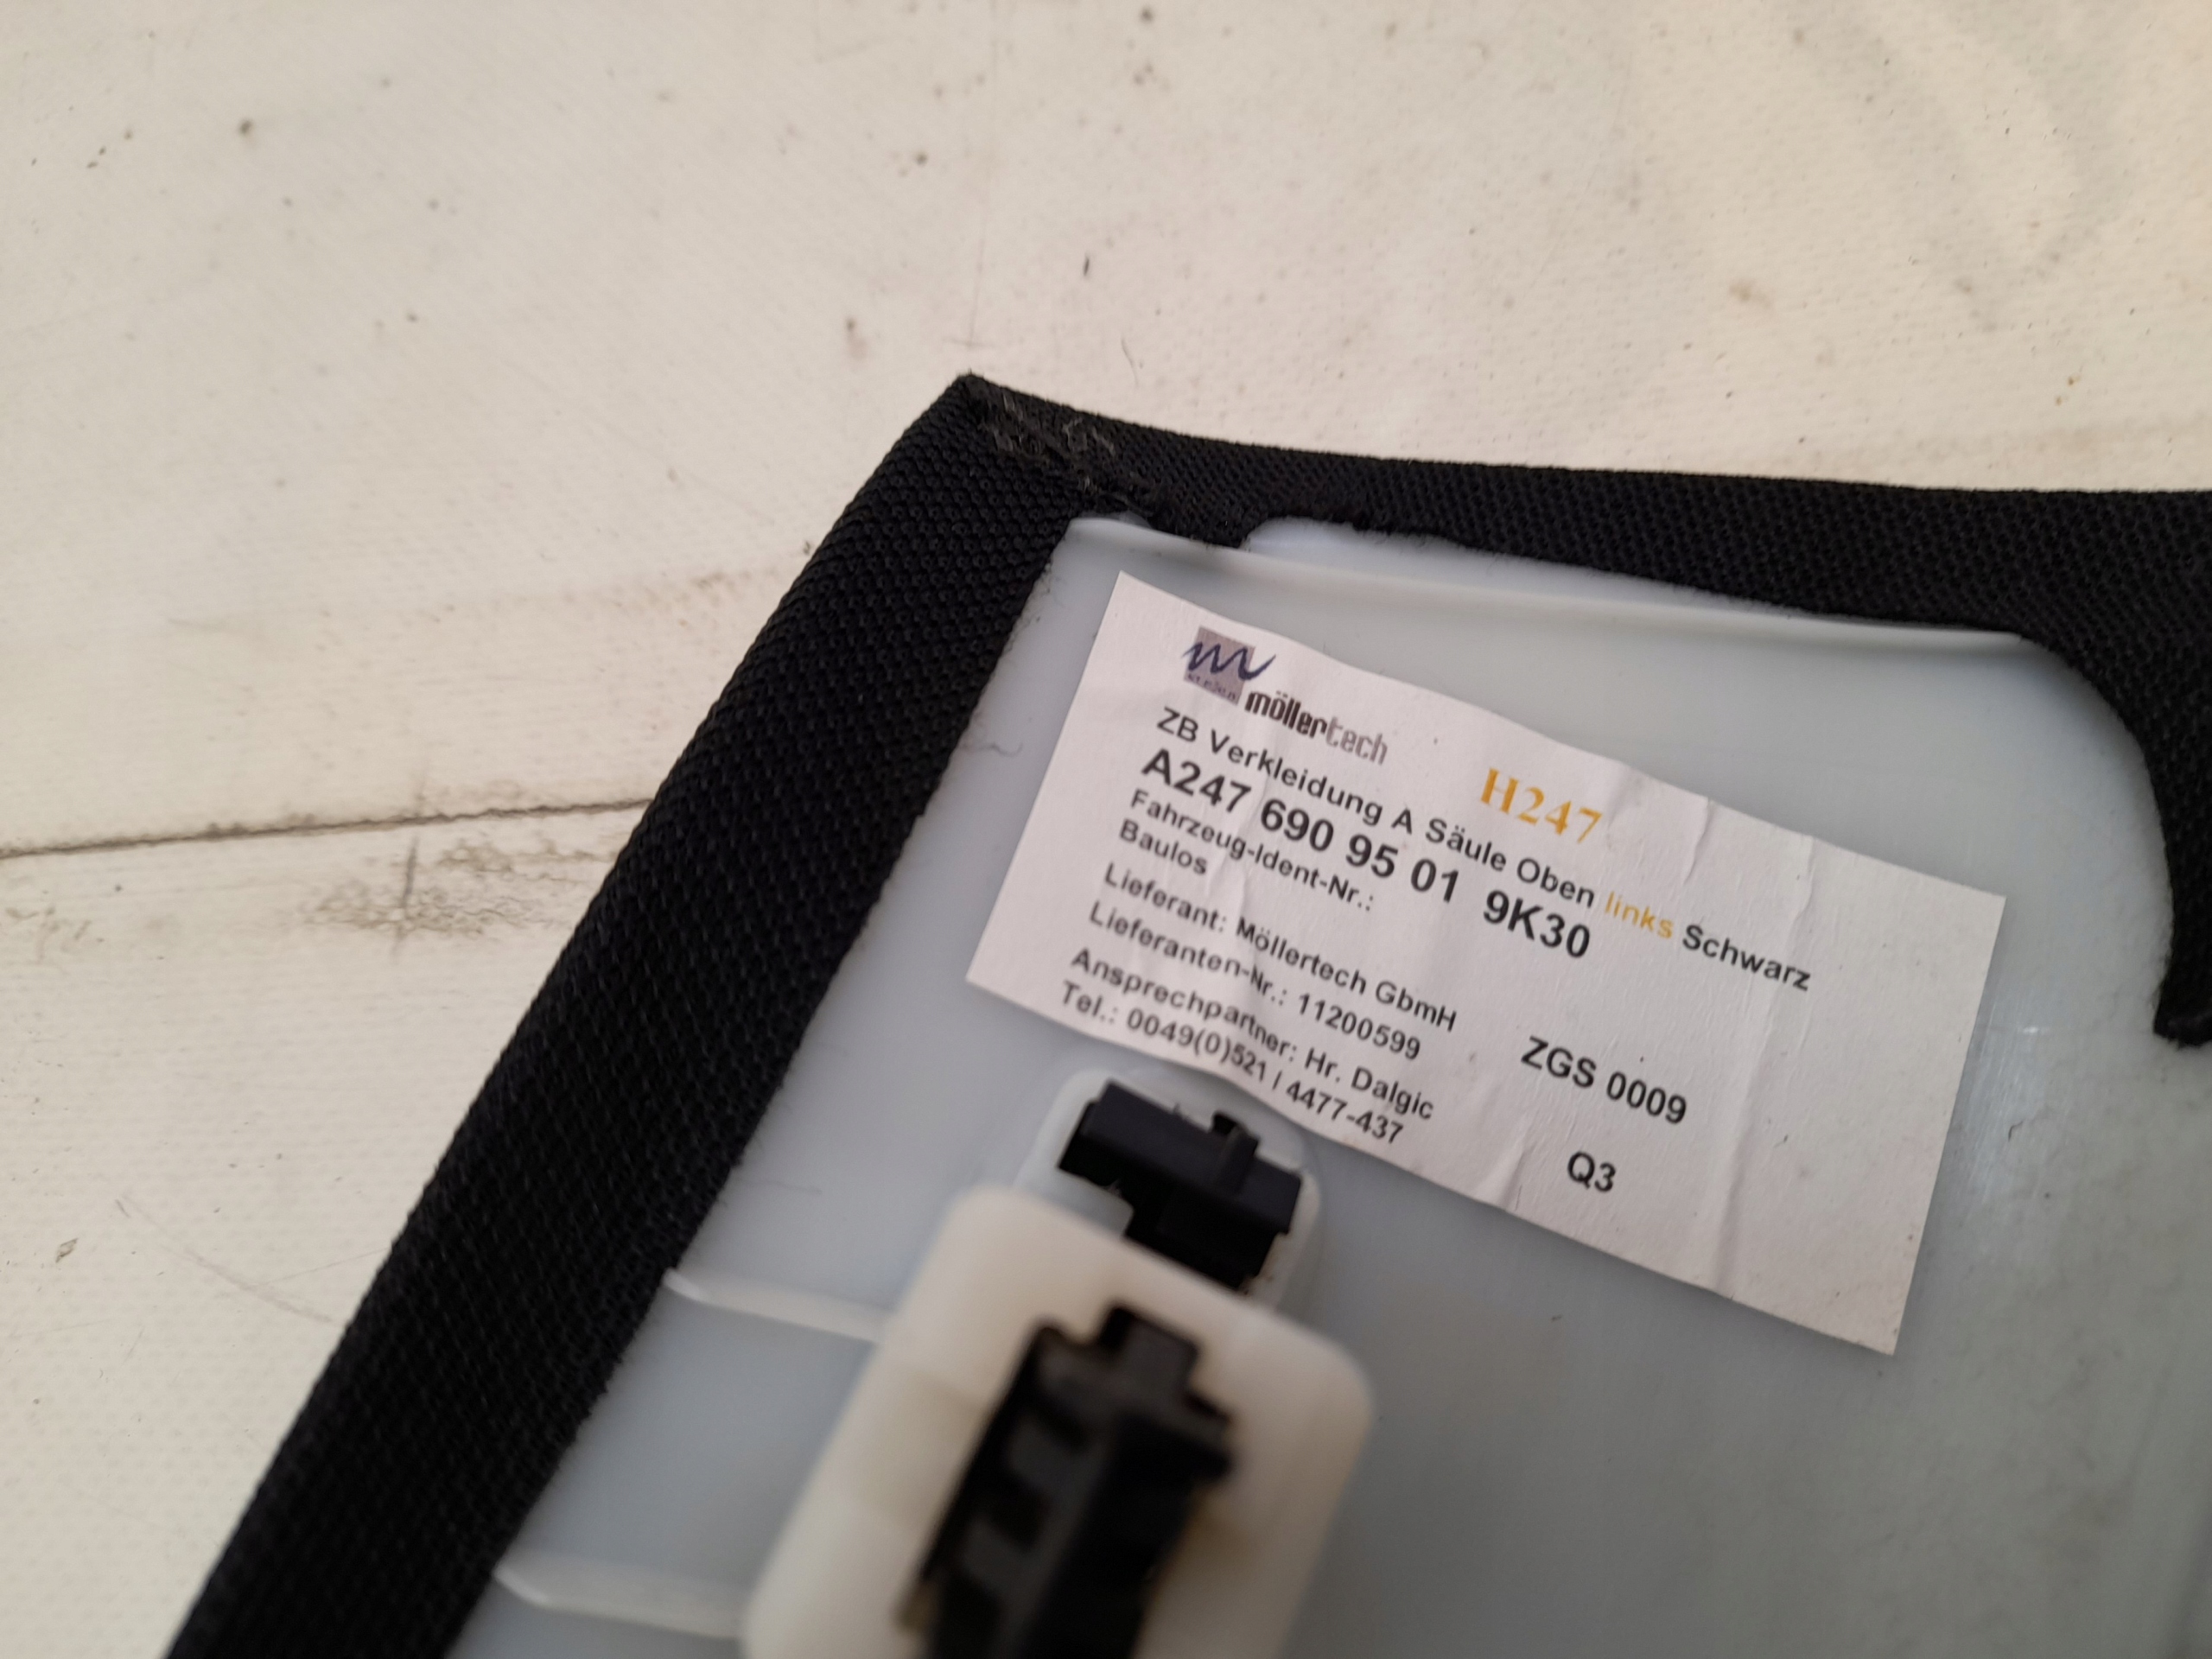 möllertech
H247
ZB Verkleidung A Säule Oben links Schwarz
A247 690 95 01 9K30
Fahrzeug-Ident-Nr.:
Baulos
Lieferant: Möllertech GbmH
Lieferanten-Nr.: 11200599
ZGS 0009
Ansprechpartner: Hr. Dalgic
Tel.: 0049(0)521 / 4477-437
Q3